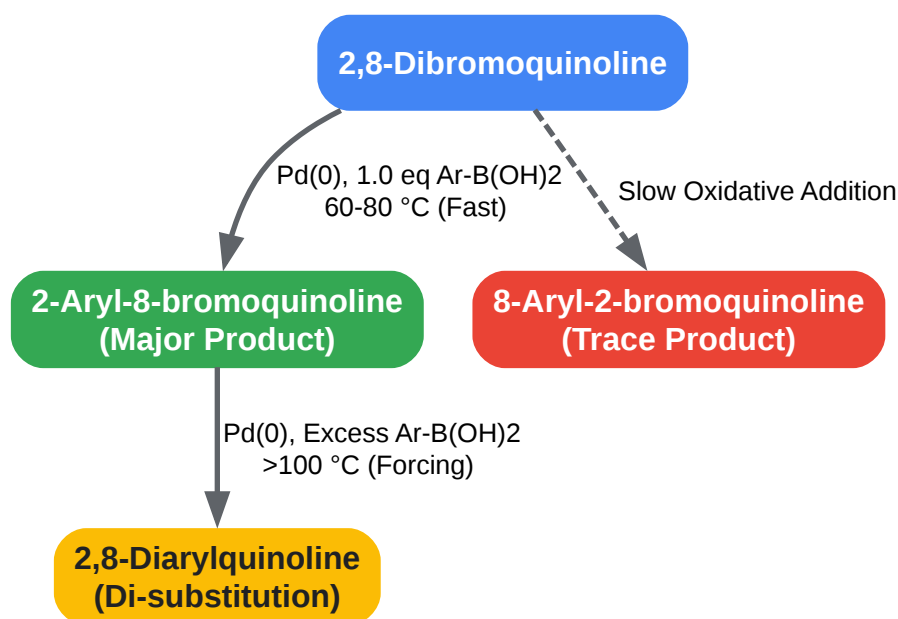 2,8-Dibromoquinoline
Pd(0), 1.0 eq Ar-B(OH)2
60-80 °C (Fast)
Slow Oxidative Addition
2-Aryl-8-bromoquinoline
(Major Product)
8-Aryl-2-bromoquinoline
(Trace Product)
Pd(0), Excess Ar-B(OH)2
>100 °C (Forcing)
2,8-Diarylquinoline
(Di-substitution)